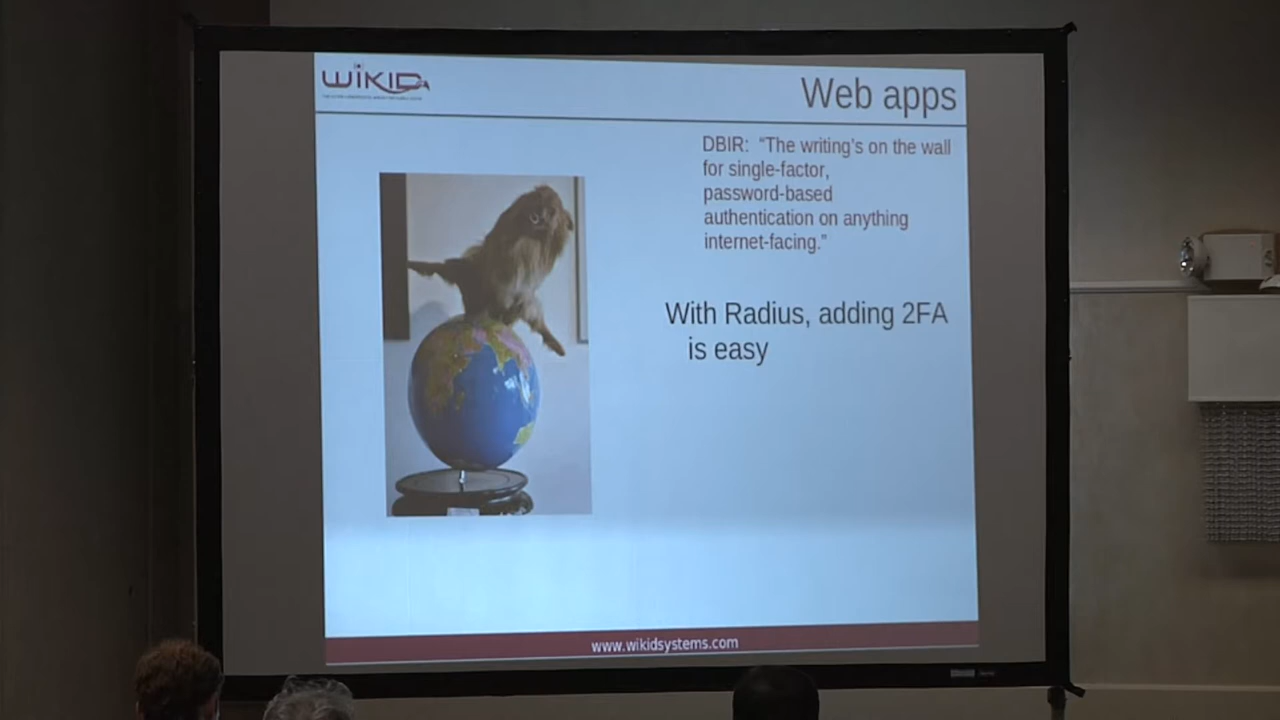 WiKID
Web apps
DBIR: “The writing's on the wall
for single-factor,
password-based
authentication on anything
internet-facing.”
With Radius, adding 2FA
is easy
www.wikidsystems.com